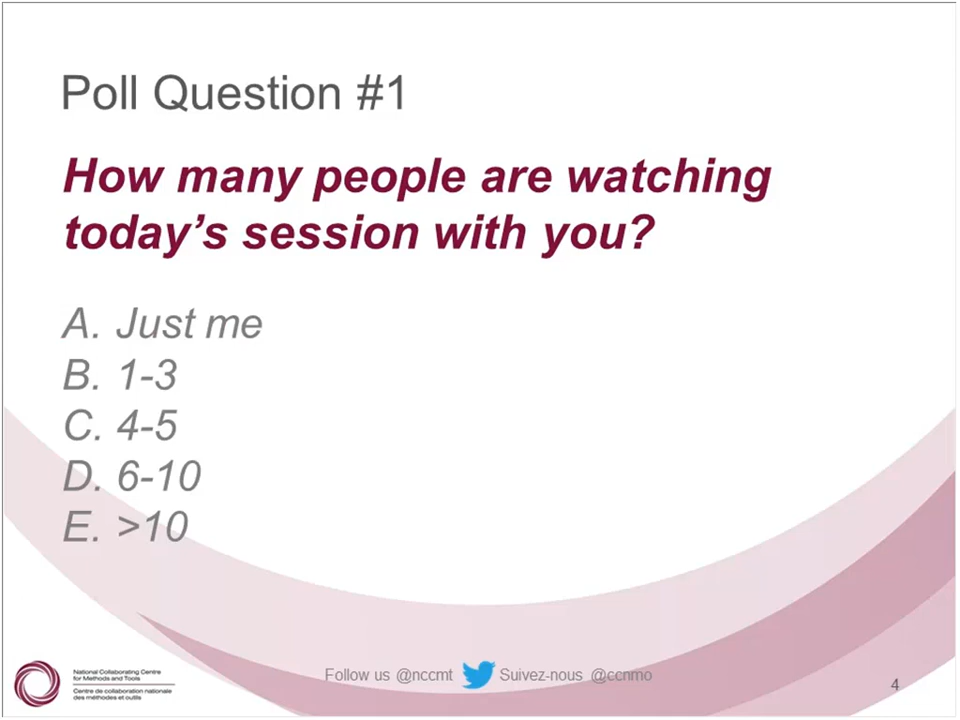 Poll Question #1
How many people are watching
today’s session with you?
A. Just me
B. 1-3
C. 4-5
D. 6-10
E. >10
National Collaborating Centre
for Methods and Tools
Centre de collaboration nationale
des méthodes et outils
Follow us @nccmt Suivez-nous @ccnmo
4